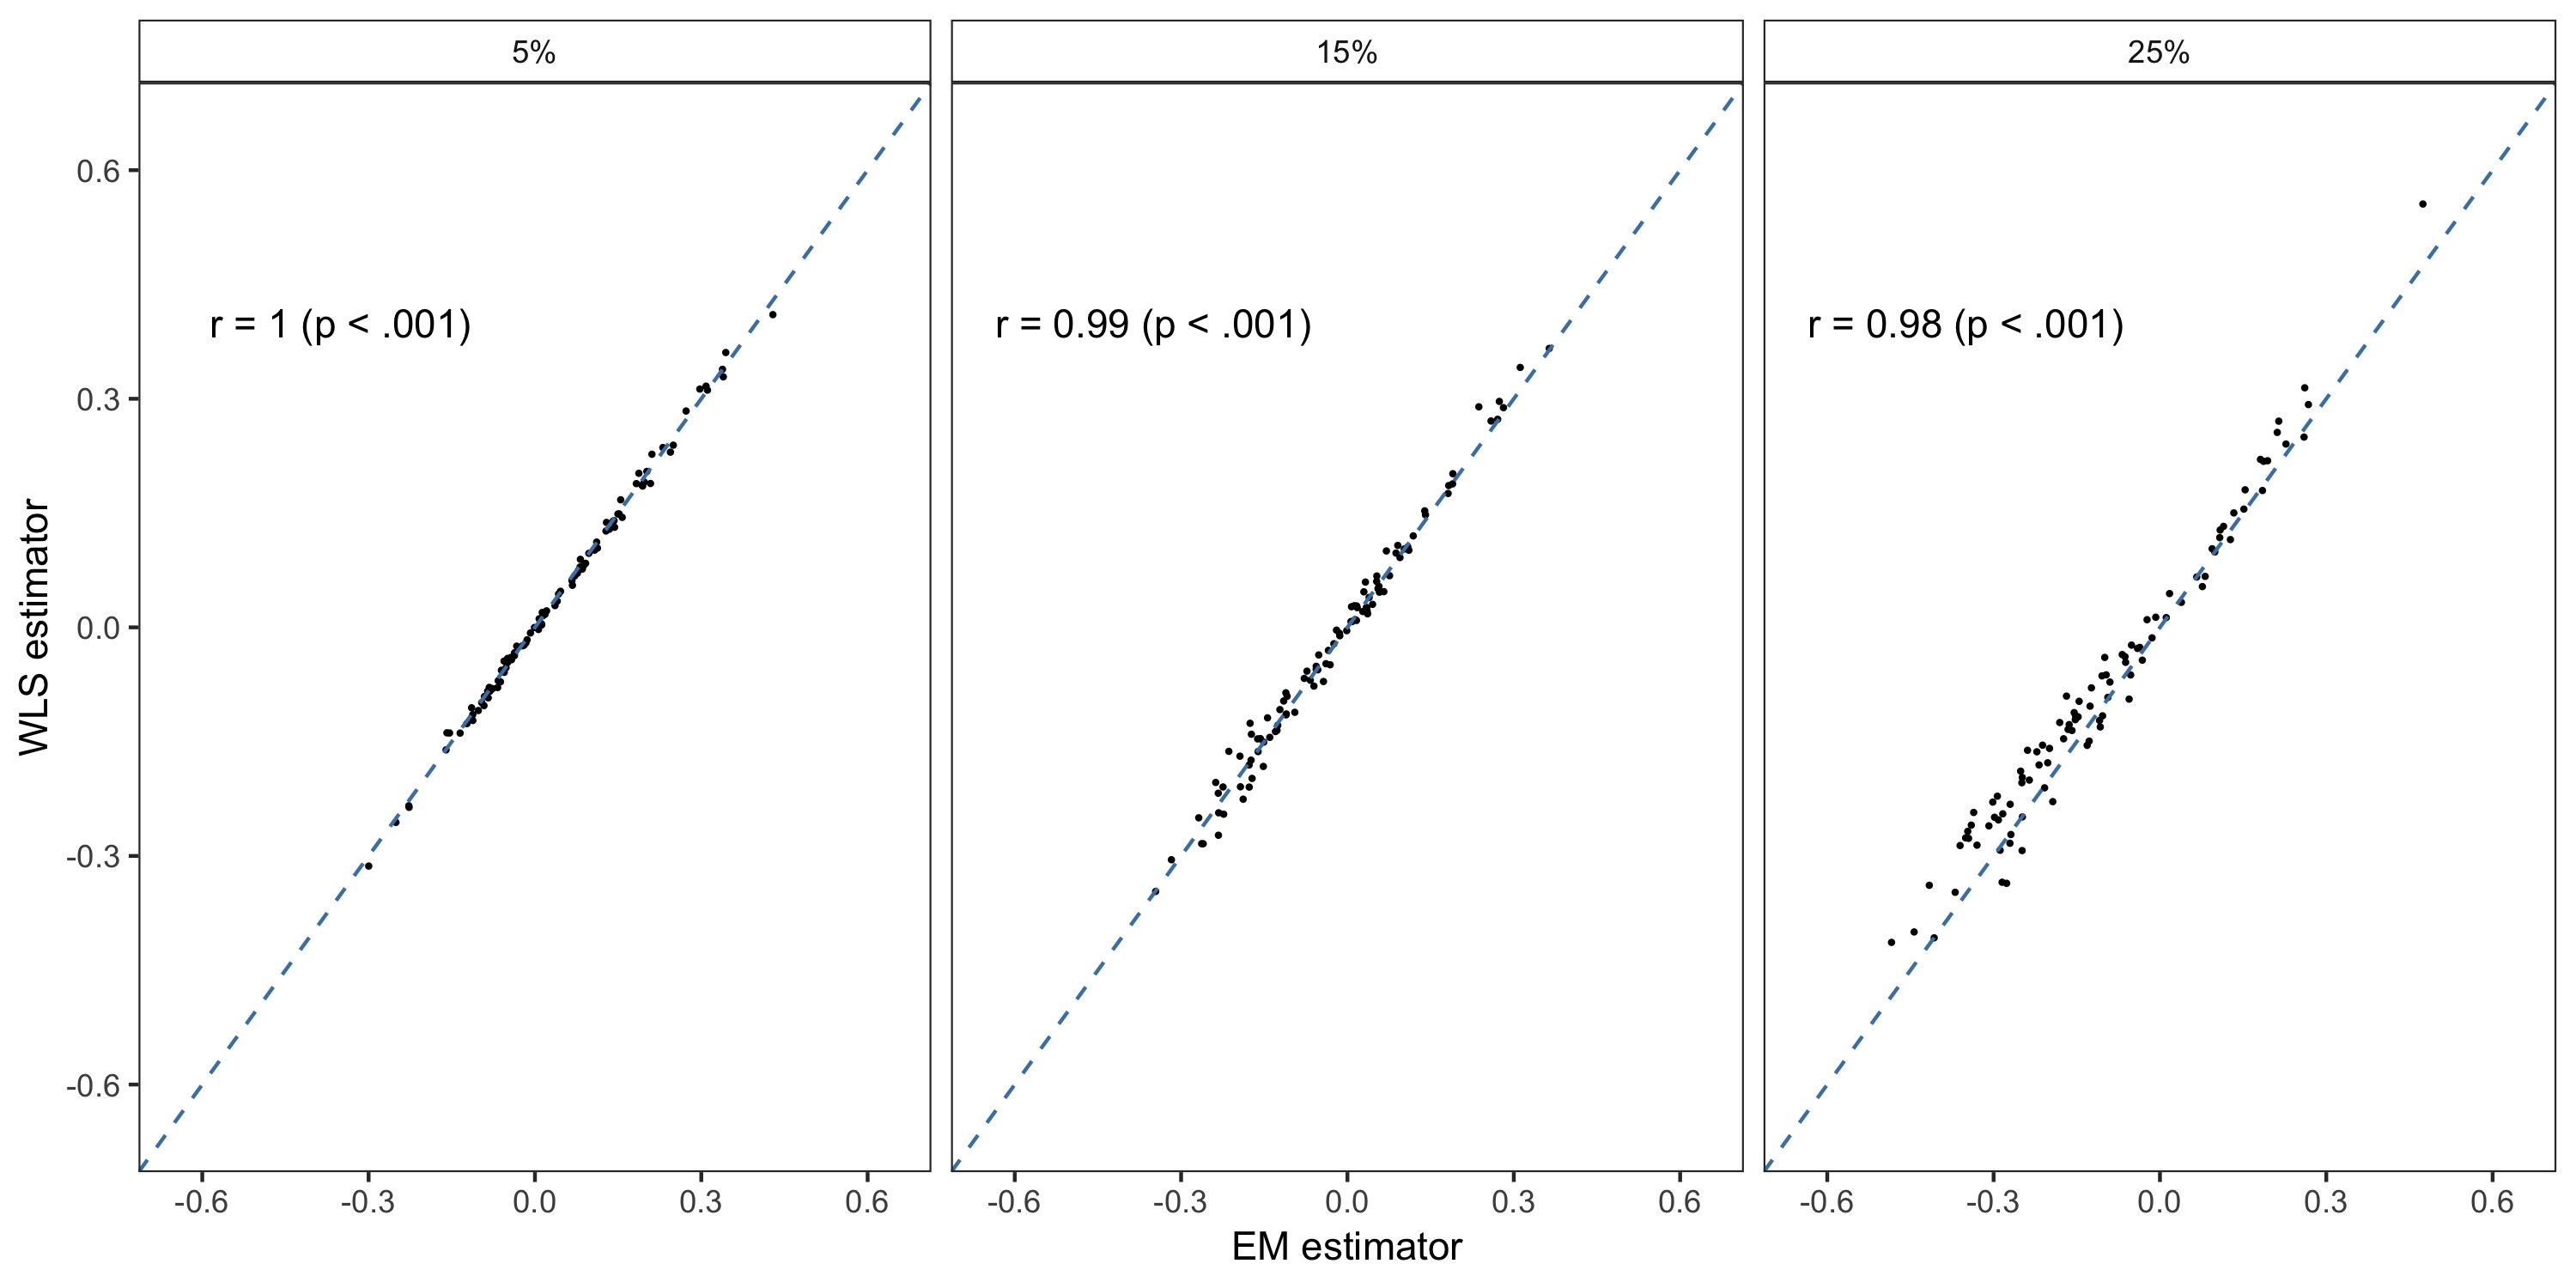 5%
15%
25%
r = 1 (p < .001)
r = 0.99 (p < .001)
r = 0.98 (p < .001)
WLS estimator
0.6
0.3
0.0
-0.3
-0.6
-0.6 -0.3 0.0 0.3 0.6
-0.6 -0.3 0.0 0.3 0.6
-0.6 -0.3 0.0 0.3 0.6
EM estimator